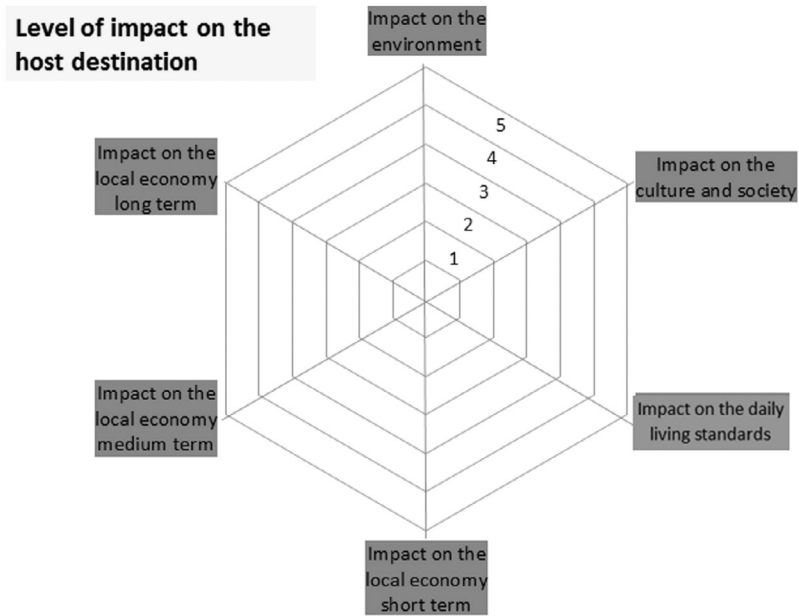 Level of impact on the
host destination
Impact on the
environment
5
4
3
2
1
Impact on the
culture and society
Impact on the daily
living standards
Impact on the
local economy
short term
Impact on the
local economy
medium term
Impact on the
local economy
long term